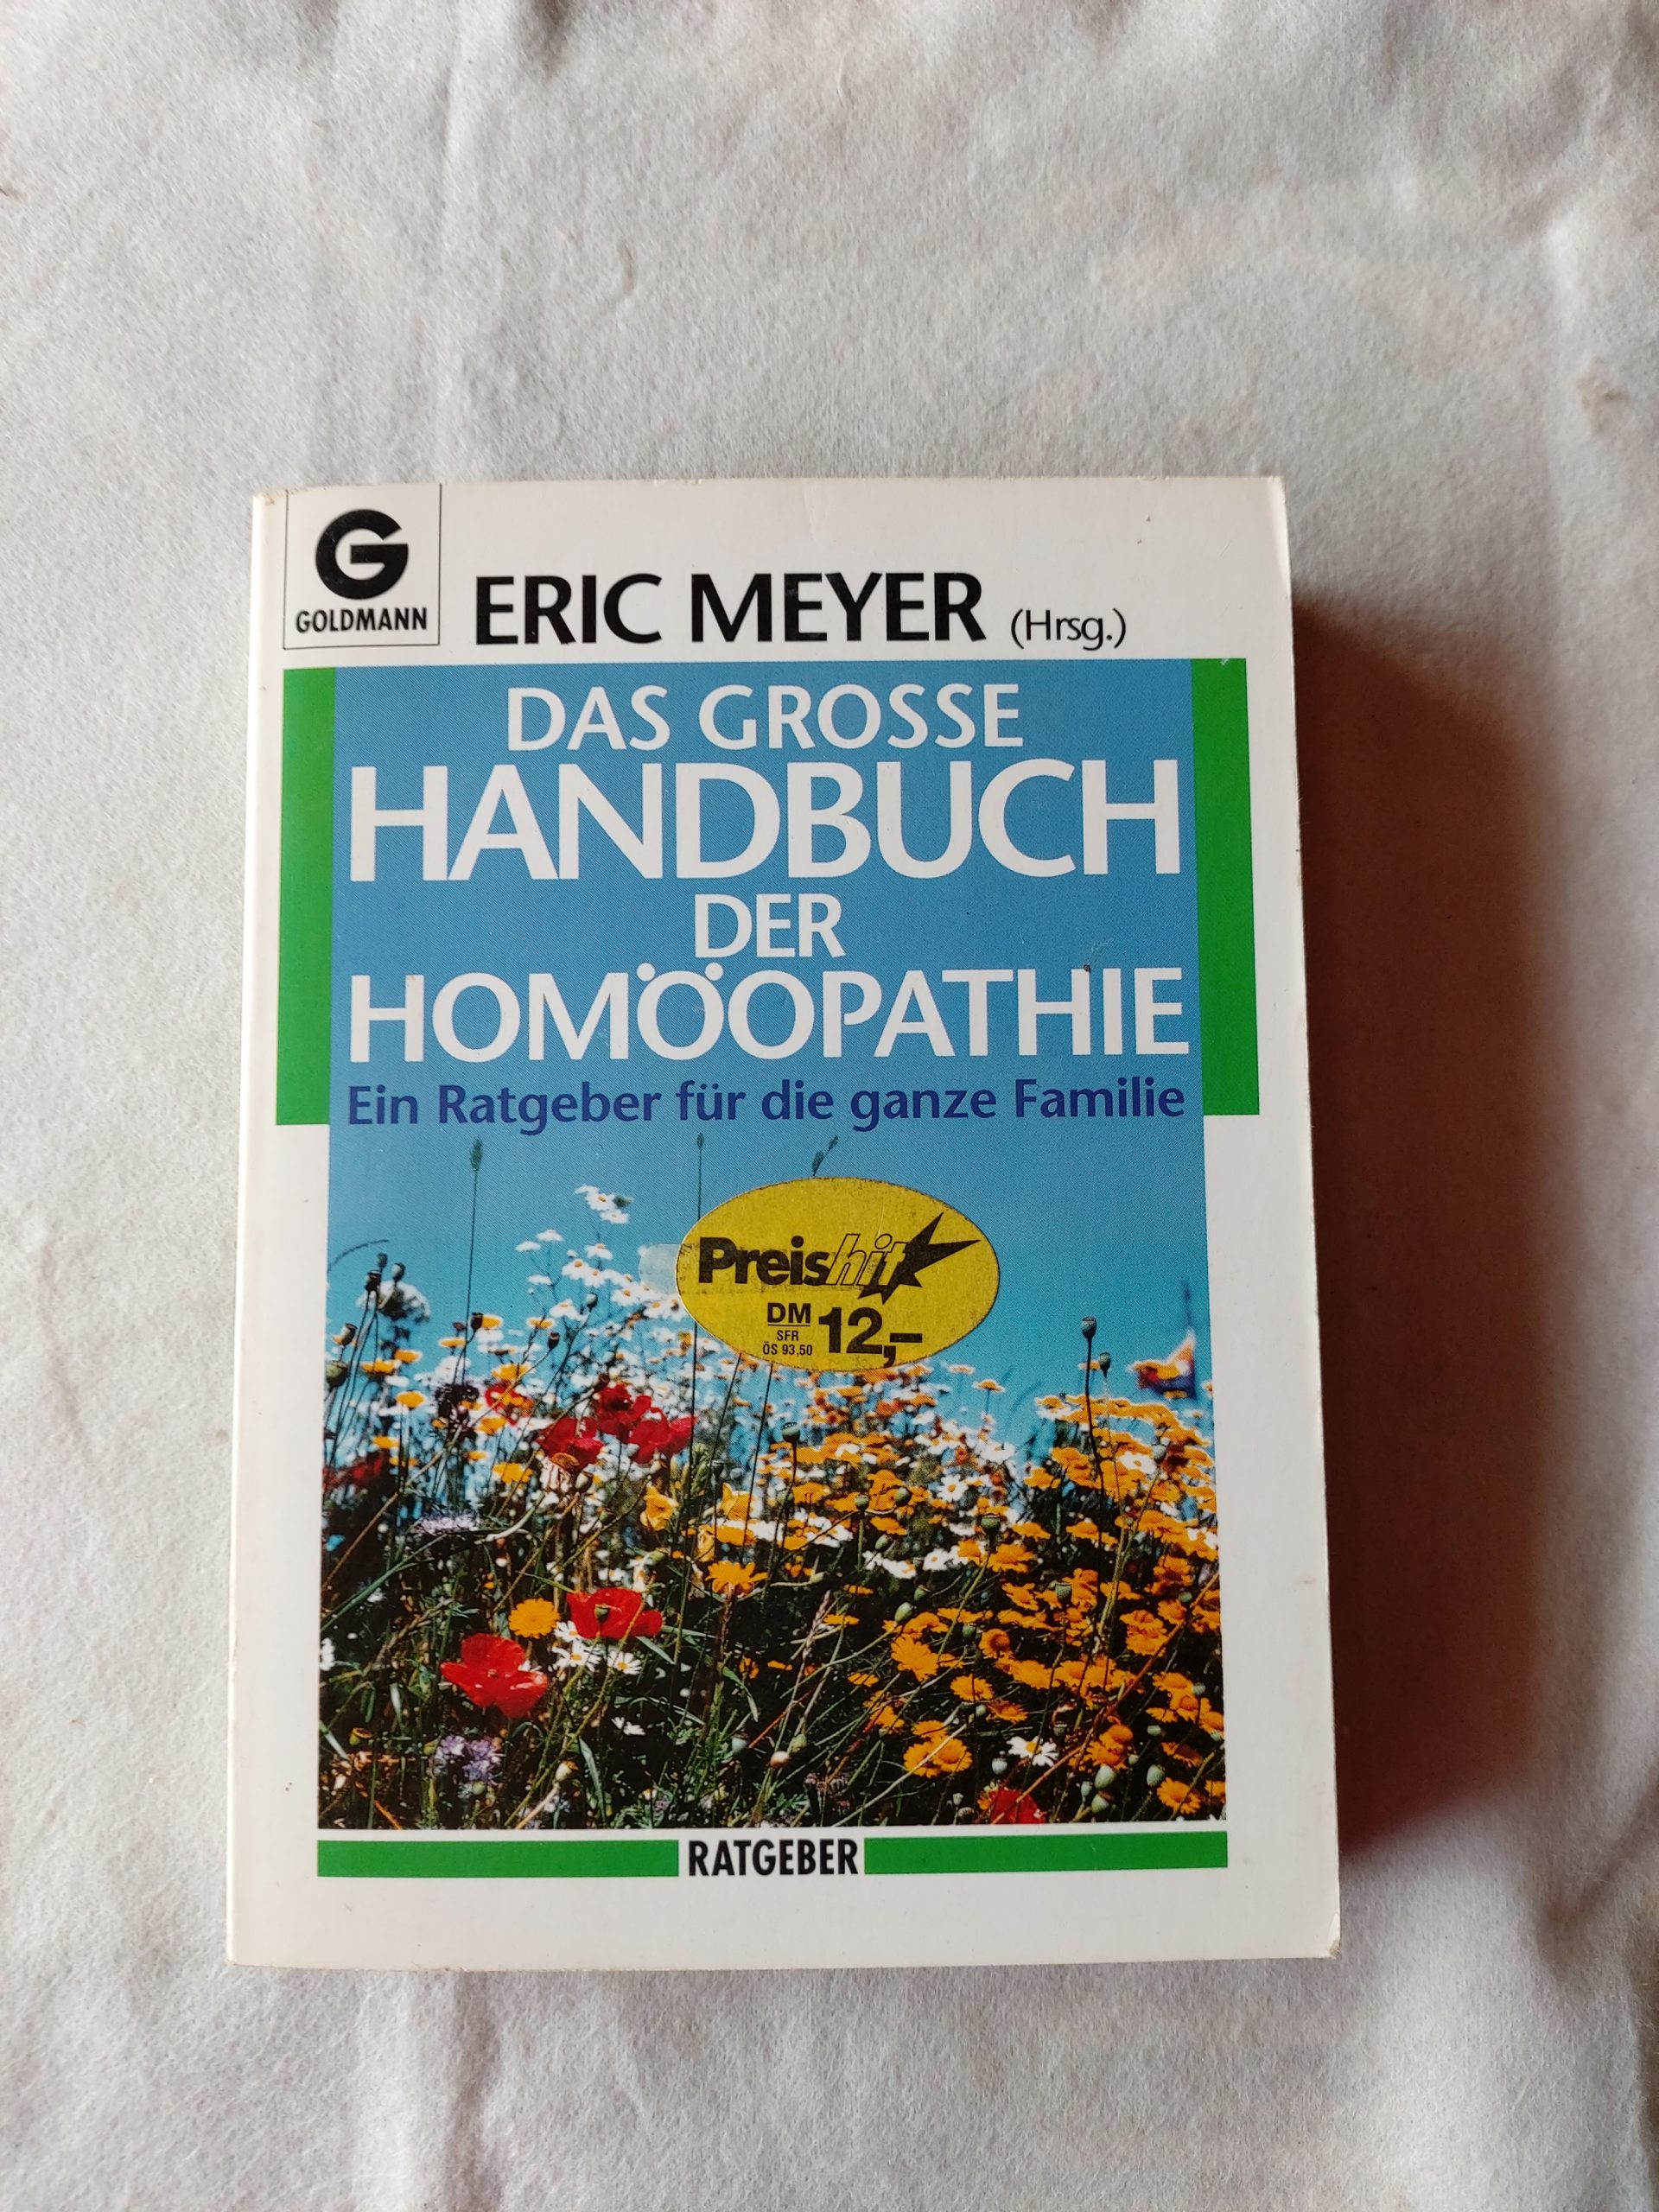 G
GOLDMANN
ERIC MEYER (Hrsg.)
DAS GROSSE
HANDBUCH
DER
HOMÖOPATHIE
Ein Ratgeber für die ganze Familie
Preishit
DM
SFR
ÖS 93,50
12,–
RATGEBER